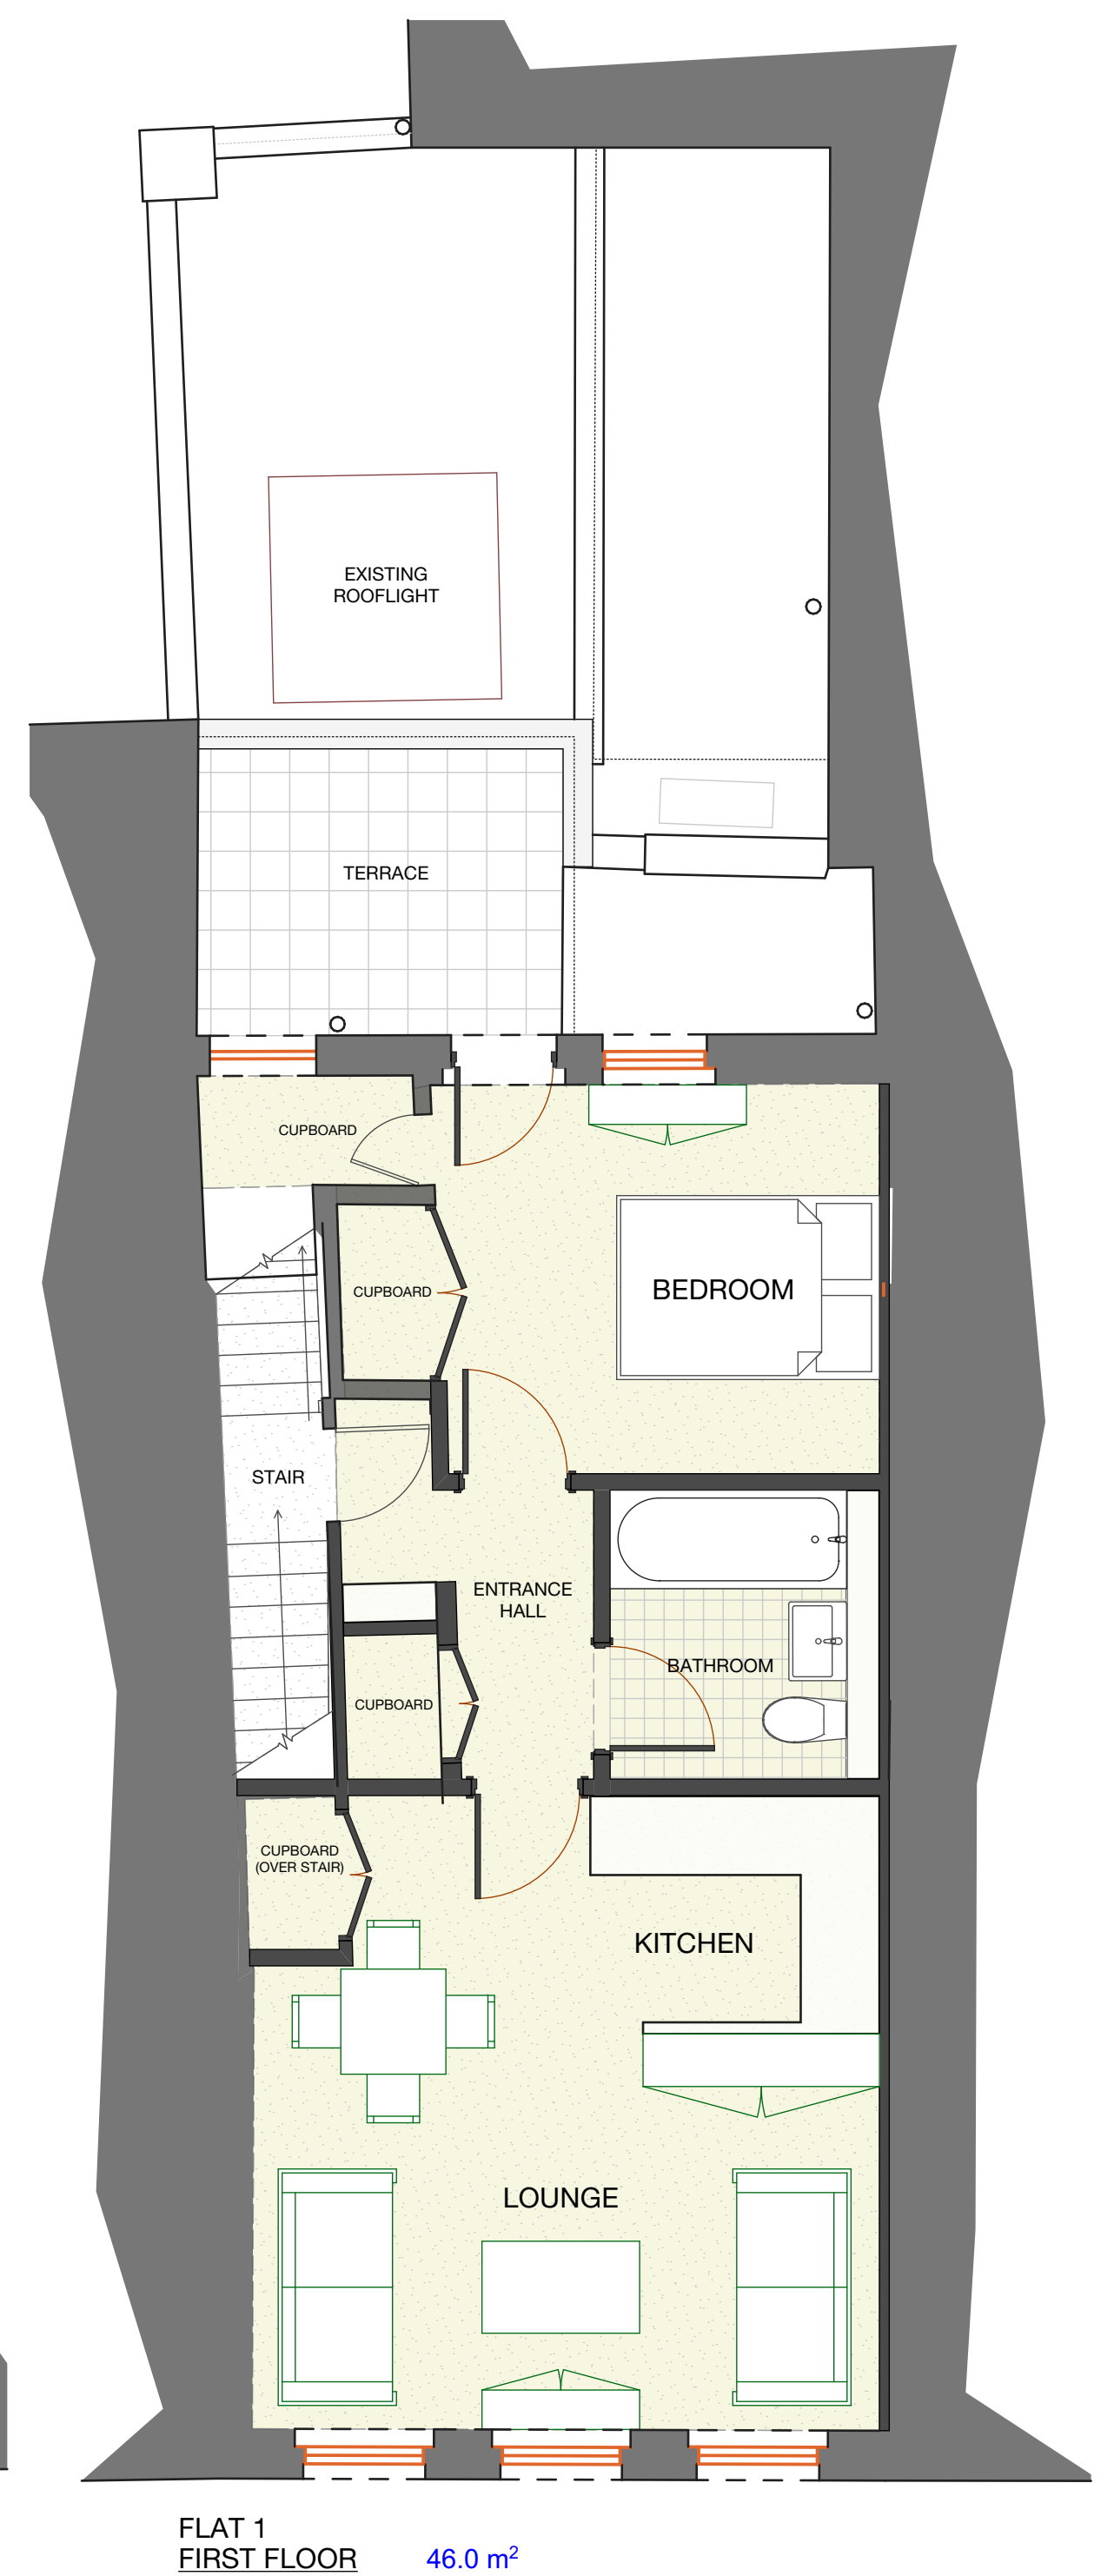 EXISTING
ROOFLIGHT
TERRACE
CUPBOARD
CUPBOARD
BEDROOM
STAIR
ENTRANCE
HALL
BATHROOM
CUPBOARD
CUPBOARD
(OVER STAIR)
KITCHEN
LOUNGE
FLAT 1
FIRST FLOOR 46.0 m²